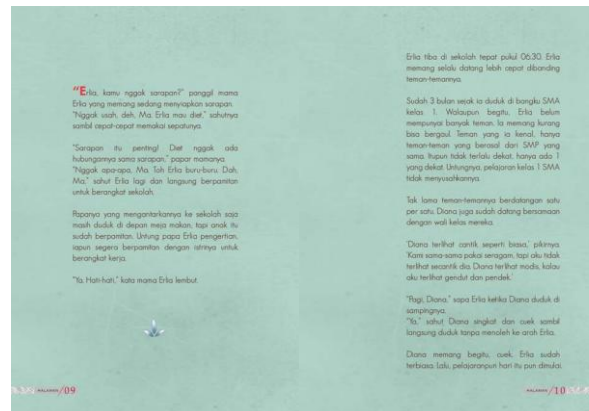 "Erlia, kamu nggak sarapan?" panggil mama
Erlia yang memang sedang menyiapkan sarapan.
"Nggak usah, deh, Ma. Erlia mau diet," sahutnya
sambil cepat-cepat memakai sepatunya.
"Sarapan itu penting! Diet nggak ada
hubungannya sama sarapan," papar mamanya.
"Nggak apa-apa, Ma. Toh Erlia buru-buru. Dah,
Ma," sahut Erlia lagi dan langsung berpamitan
untuk berangkat sekolah.
Papanya yang mengantarkannya ke sekolah saja
masih duduk di depan meja makan, tapi anak itu
sudah berpamitan. Untung papa Erlia pengertian,
iapun segera berpamitan dengan istrinya untuk
berangkat kerja.
"Ya. Hati-hati," kata mama Erlia lembut.
HALAMAN/09
Erlia tiba di sekolah tepat pukul 06.30. Erlia
memang selalu datang lebih cepat dibanding
teman-temannya.
Sudah 3 bulan sejak ia duduk di bangku SMA
kelas 1. Walaupun begitu, Erlia belum
mempunyai banyak teman. Ia memang kurang
bisa bergaul. Teman yang ia kenal, hanya
teman-teman yang berasal dari SMP yang
sama. Itupun tidak terlalu dekat, hanya ada 1
yang dekat. Untungnya, pelajaran kelas 1 SMA
tidak menyusahkannya.
Tak lama teman-temannya berdatangan satu
per satu. Diana juga sudah datang bersamaan
dengan wali kelas mereka.
'Diana terlihat cantik seperti biasa,' pikirnya.
'Kami sama-sama pakai seragam, tapi aku tidak
terlihat secantik dia. Diana terlihat modis, kalau
aku terlihat gendut dan pendek.'
"Pagi, Diana," sapa Erlia ketika Diana duduk di
sampingnya.
"Ya," sahut Diana singkat dan cuek sambil
langsung duduk tanpa menoleh ke arah Erlia.
Diana memang begitu, cuek. Erlia sudah
terbiasa. Lalu, pelajaranpun hari itu pun dimulai
HALAMAN/10